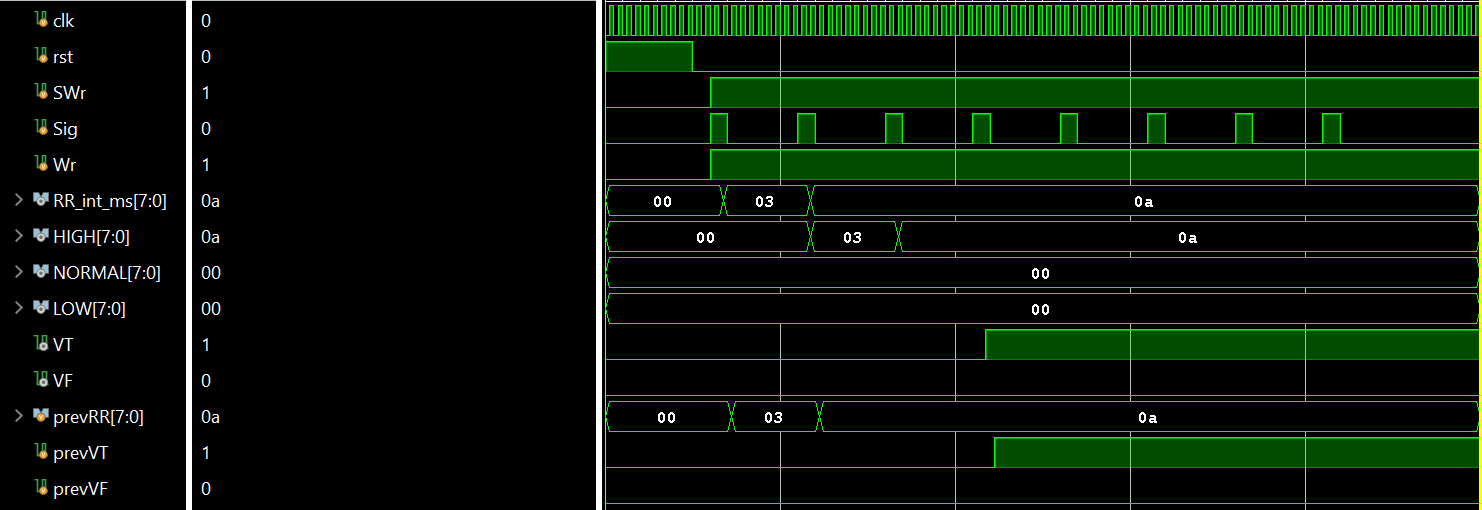 clk 0
rst 0
SWr 1
Sig 0
Wr 1
RR_int_ms[7:0] 0a 00 03 0a
HIGH[7:0] 0a 00 03 0a
NORMAL[7:0] 00 00
LOW[7:0] 00 00
VT 1
VF 0
prevRR[7:0] 0a 00 03 0a
prevVT 1
prevVF 0